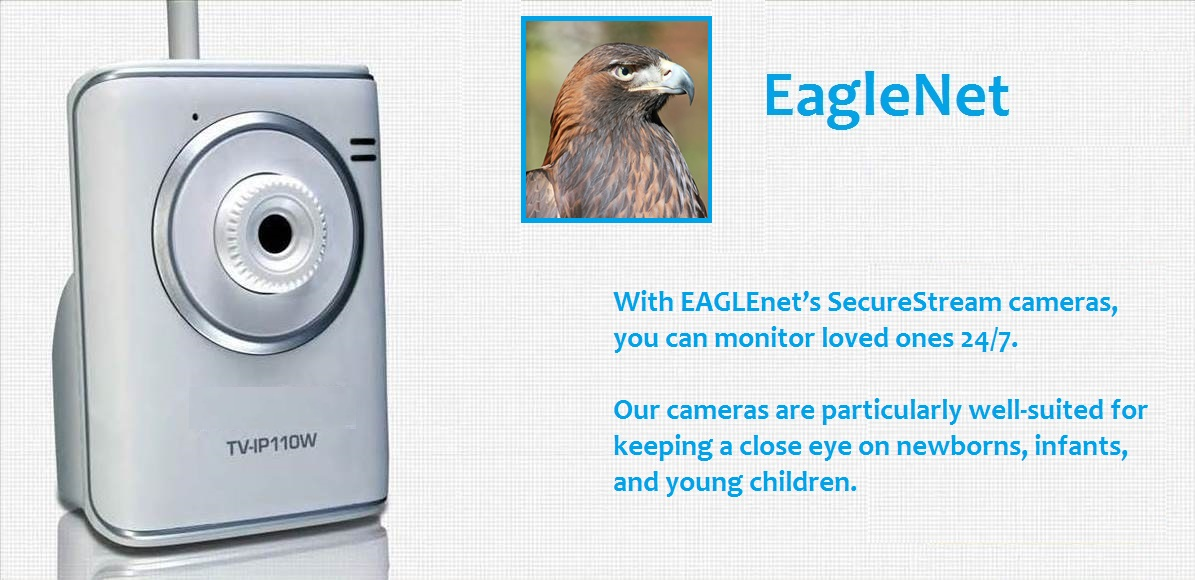 EagleNet
With EAGLEnet’s SecureStream cameras,
you can monitor loved ones 24/7.
Our cameras are particularly well-suited for
keeping a close eye on newborns, infants,
and young children.
TV-IP110W